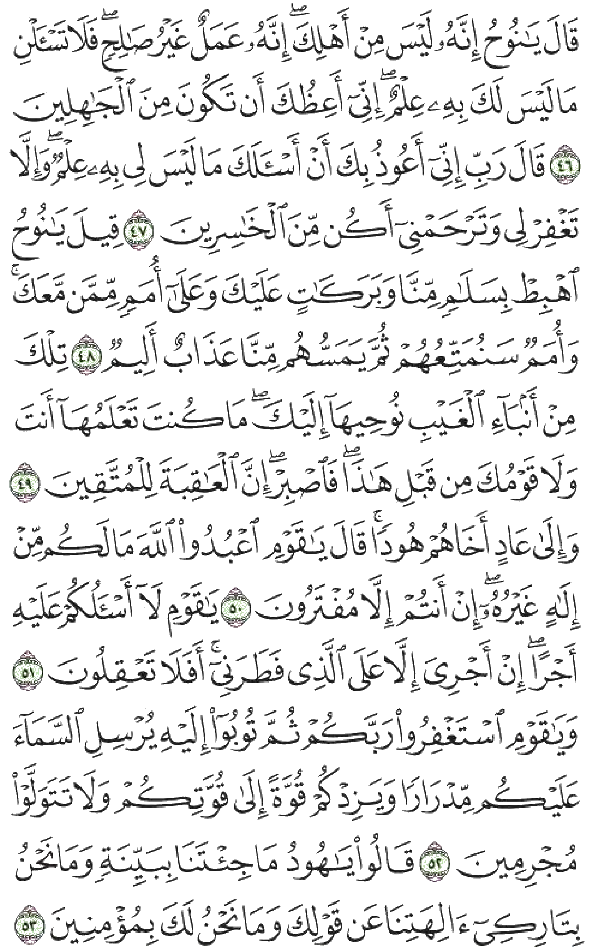 قَالَ يَٰنُوحُ إِنَّهُۥ لَيْسَ مِنْ أَهْلِكَ ۖ إِنَّهُۥ عَمَلٌ غَيْرُ صَٰلِحٍ ۖ فَلَا تَسْـَٔلْنِ
مَا لَيْسَ لَكَ بِهِۦ عِلْمٌ ۖ إِنِّىٓ أَعِظُكَ أَن تَكُونَ مِنَ ٱلْجَٰهِلِينَ
٤٦ قَالَ رَبِّ إِنِّىٓ أَعُوذُ بِكَ أَنْ أَسْـَٔلَكَ مَا لَيْسَ لِى بِهِۦ عِلْمٌ ۖ وَإِلَّا
تَغْفِرْ لِى وَتَرْحَمْنِىٓ أَكُن مِّنَ ٱلْخَٰسِرِينَ ٤٧ قِيلَ يَٰنُوحُ
ٱهْبِطْ بِسَلَٰمٍ مِّنَّا وَبَرَكَٰتٍ عَلَيْكَ وَعَلَىٰٓ أُمَمٍ مِّمَّن مَّعَكَ ۚ
وَأُمَمٌ سَنُمَتِّعُهُمْ ثُمَّ يَمَسُّهُم مِّنَّا عَذَابٌ أَلِيمٌ ٤٨ تِلْكَ
مِنْ أَنۢبَآءِ ٱلْغَيْبِ نُوحِيهَآ إِلَيْكَ ۖ مَا كُنتَ تَعْلَمُهَآ أَنتَ
وَلَا قَوْمُكَ مِن قَبْلِ هَٰذَا ۖ فَٱصْبِرْ ۖ إِنَّ ٱلْعَٰقِبَةَ لِلْمُتَّقِينَ ٤٩
وَإِلَىٰ عَادٍ أَخَاهُمْ هُودًا ۚ قَالَ يَٰقَوْمِ ٱعْبُدُوا۟ ٱللَّهَ مَا لَكُم مِّنْ
إِلَٰهٍ غَيْرُهُۥٓ ۖ إِنْ أَنتُمْ إِلَّا مُفْتَرُونَ ٥٠ يَٰقَوْمِ لَآ أَسْـَٔلُكُمْ عَلَيْهِ
أَجْرًا ۖ إِنْ أَجْرِىَ إِلَّا عَلَى ٱلَّذِى فَطَرَنِىٓ ۚ أَفَلَا تَعْقِلُونَ ٥١
وَيَٰقَوْمِ ٱسْتَغْفِرُوا۟ رَبَّكُمْ ثُمَّ تُوبُوٓا۟ إِلَيْهِ يُرْسِلِ ٱلسَّمَآءَ
عَلَيْكُم مِّدْرَارًا وَيَزِدْكُمْ قُوَّةً إِلَىٰ قُوَّتِكُمْ وَلَا تَتَوَلَّوْا۟
مُجْرِمِينَ ٥٢ قَالُوا۟ يَٰهُودُ مَا جِئْتَنَا بِبَيِّنَةٍ وَمَا نَحْنُ
بِتَارِكِىٓ ءَالِهَتِنَا عَن قَوْلِكَ وَمَا نَحْنُ لَكَ بِمُؤْمِنِينَ ٥٣